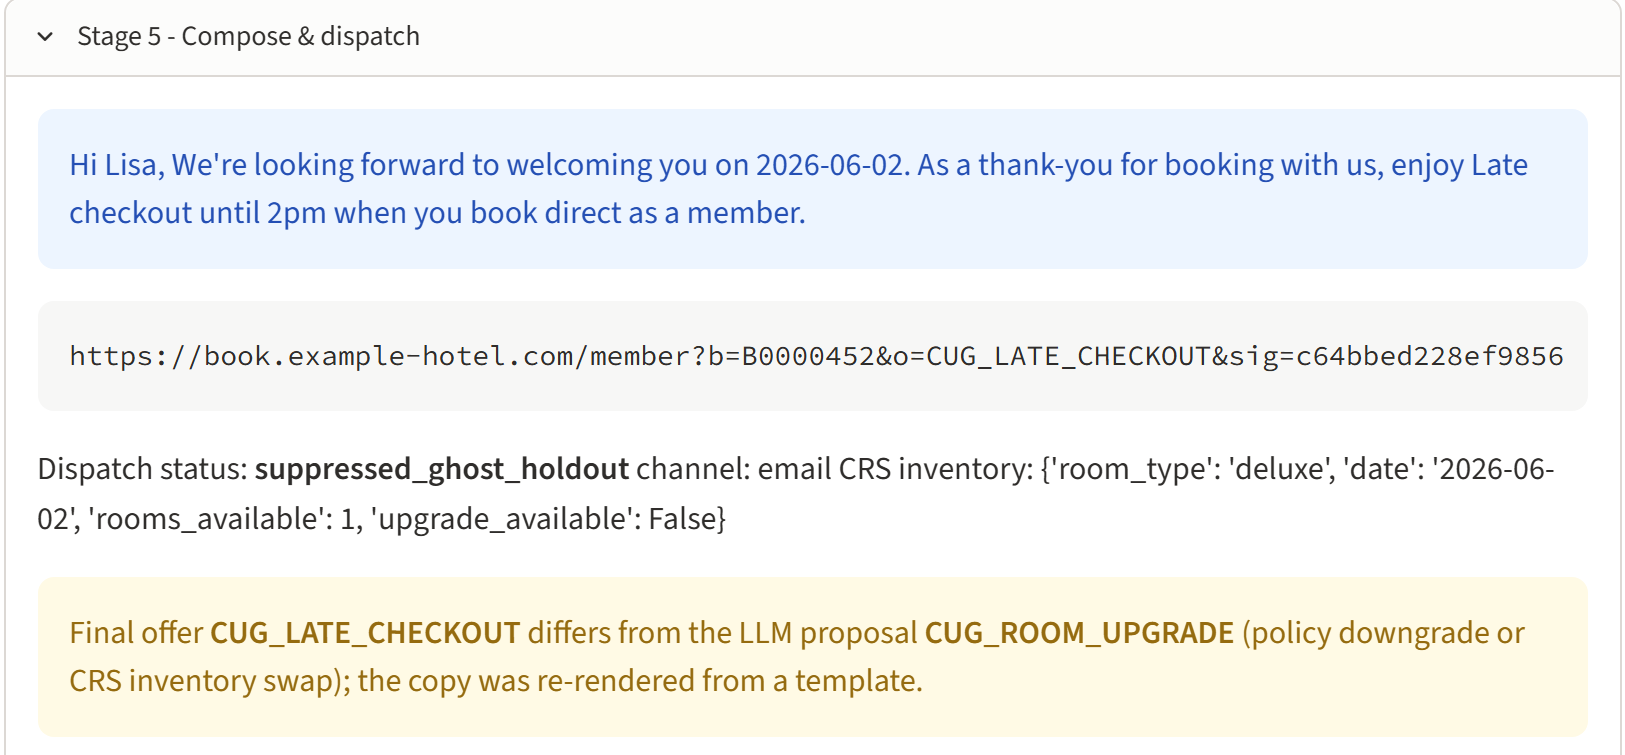 Stage 5 - Compose & dispatch
Hi Lisa, We're looking forward to welcoming you on 2026-06-02. As a thank-you for booking with us, enjoy Late
checkout until 2pm when you book direct as a member.
https://book.example-hotel.com/member?b=B0000452&o=CUG_LATE_CHECKOUT&sig=c64bbed228ef9856
Dispatch status: suppressed_ghost_holdout channel: email CRS inventory: {'room_type': 'deluxe', 'date': '2026-06-
02', 'rooms_available': 1, 'upgrade_available': False}
Final offer CUG_LATE_CHECKOUT differs from the LLM proposal CUG_ROOM_UPGRADE (policy downgrade or
CRS inventory swap); the copy was re-rendered from a template.